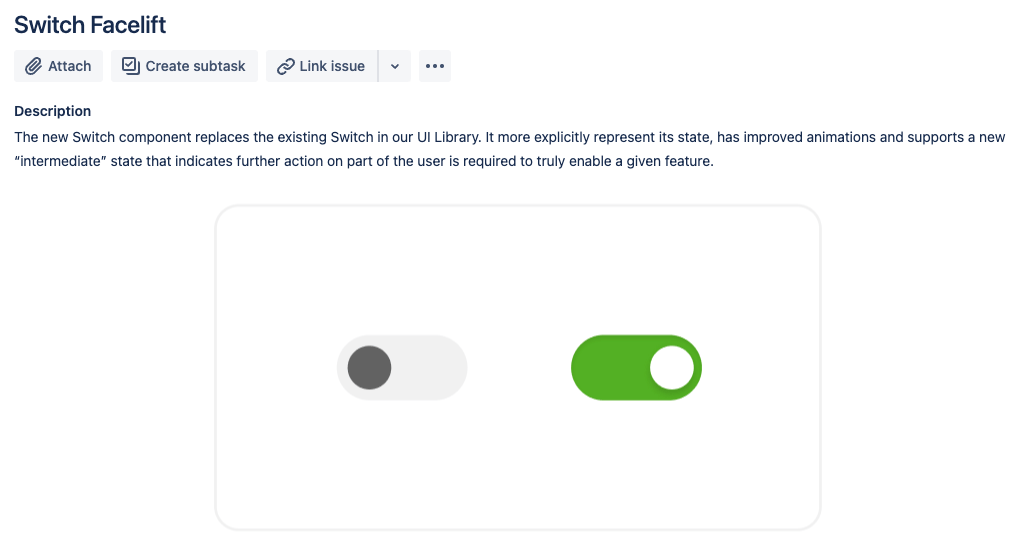 Switch Facelift
Attach
Create subtask
Link issue
Description
The new Switch component replaces the existing Switch in our UI Library. It more explicitly represent its state, has improved animations and supports a new
“intermediate” state that indicates further action on part of the user is required to truly enable a given feature.